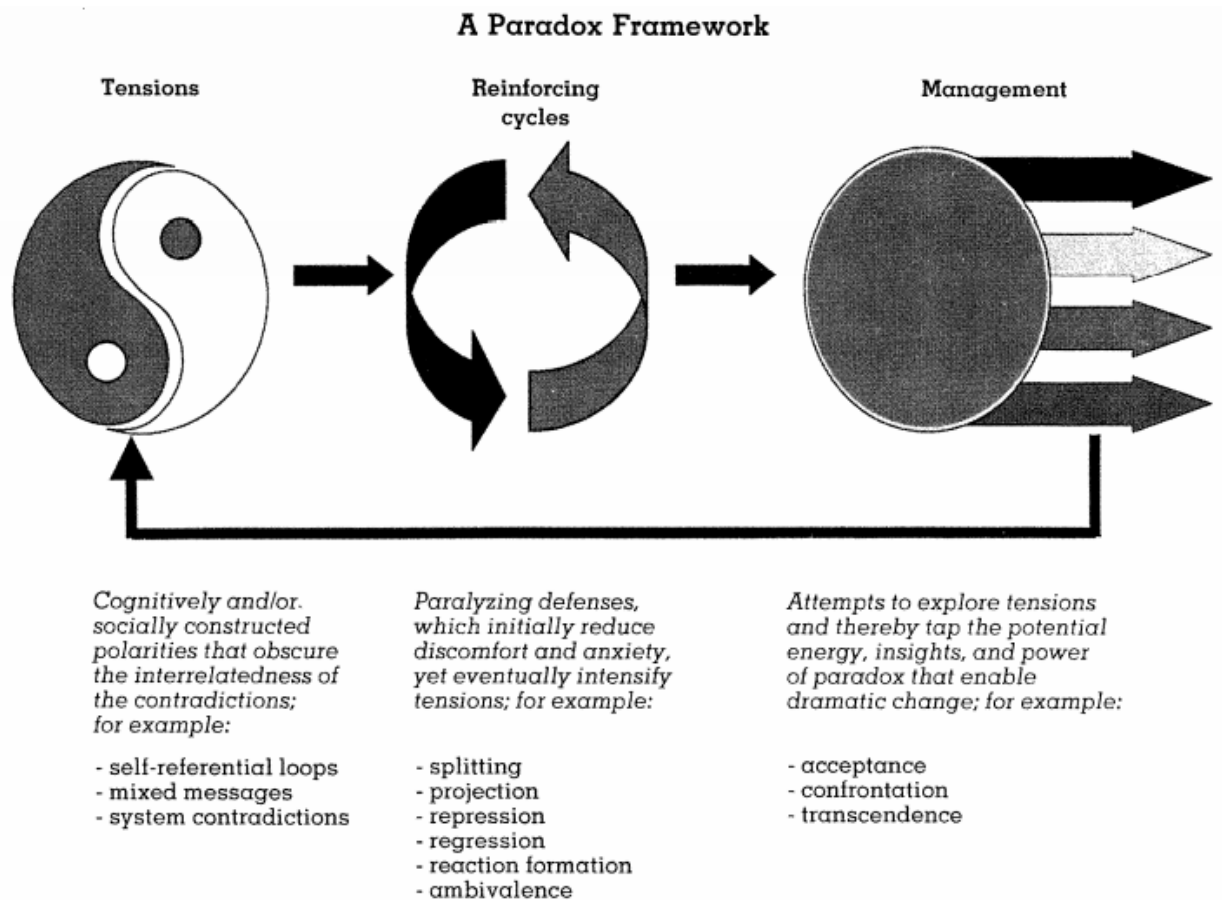 A Paradox Framework
Tensions
Reinforcing
cycles
Management
Cognitively and/or
socially constructed
polarities that obscure
the interrelatedness of
the contradictions;
for example:
- self-referential loops
- mixed messages
- system contradictions
Paralyzing defenses,
which initially reduce
discomfort and anxiety,
yet eventually intensify
tensions; for example:
- splitting
- projection
- repression
- regression
- reaction formation
- ambivalence
Attempts to explore tensions
and thereby tap the potential
energy, insights, and power
of paradox that enable
dramatic change; for example:
- acceptance
- confrontation
- transcendence